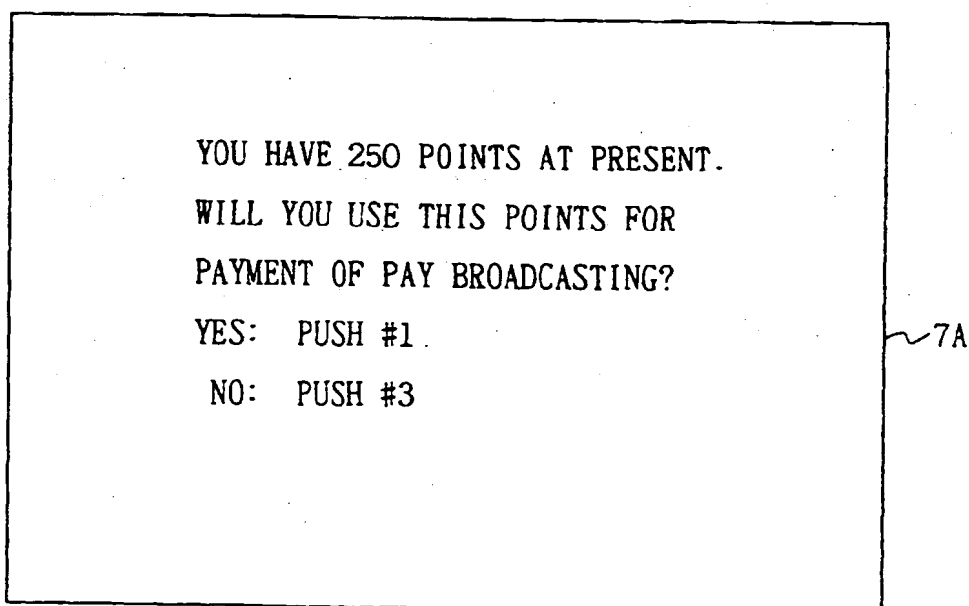 YOU HAVE 250 POINTS AT PRESENT.
WILL YOU USE THIS POINTS FOR
PAYMENT OF PAY BROADCASTING?
YES: PUSH #1
NO: PUSH #3
7A